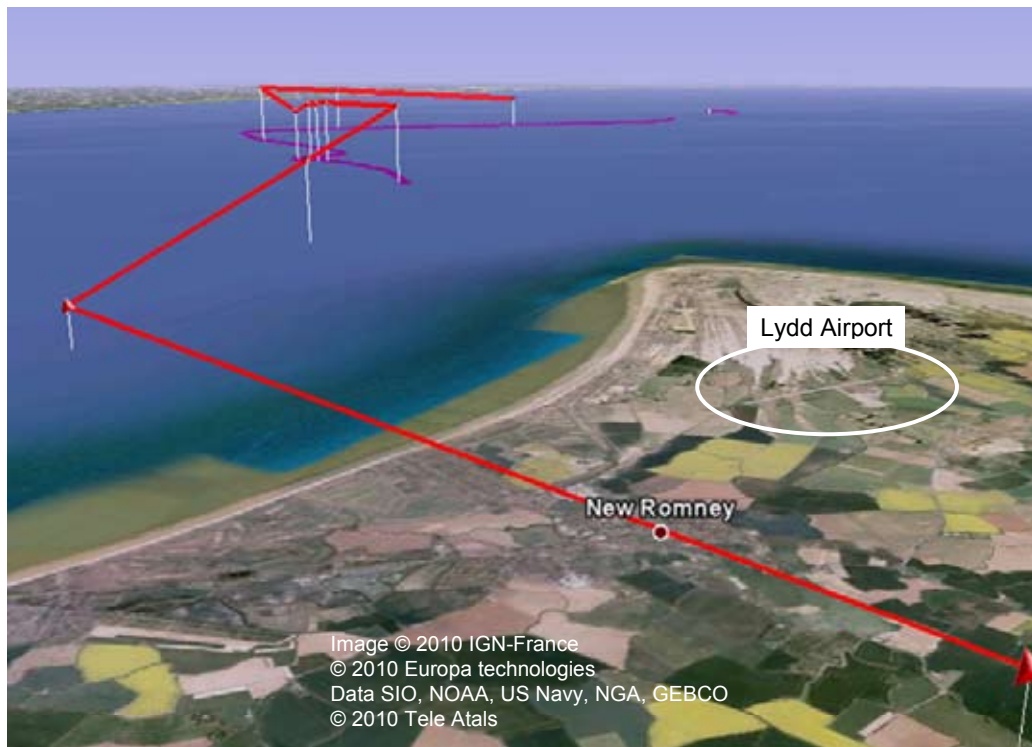 Lydd Airport
New Romney
Image © 2010 IGN-France
© 2010 Europa technologies
Data SIO, NOAA, US Navy, NGA, GEBCO
© 2010 Tele Atals